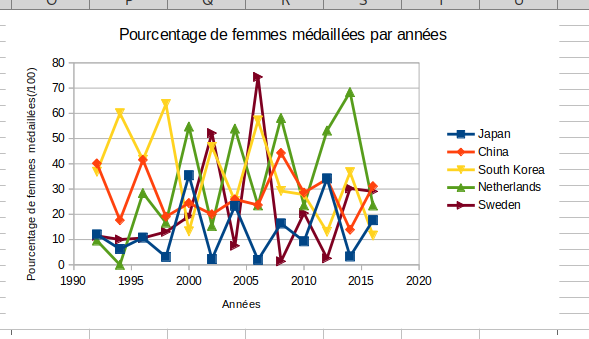 O P Q R S T U
Pourcentage de femmes médaillées par années
Pourcentage de femmes médaillées(/100)
80
70
60
50
40
30
20
10
0
1990 1995 2000 2005 2010 2015 2020
Années
Japan
China
South Korea
Netherlands
Sweden